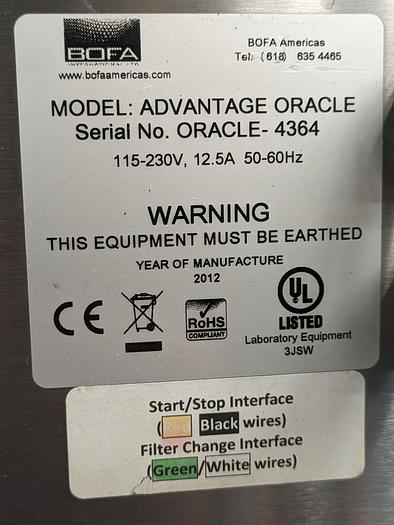 BOFA
INTERNATIONAL LTD
www.bofaamericas.com
BOFA Americas
Tel: (618) 635 4465
MODEL: ADVANTAGE ORACLE
Serial No. ORACLE- 4364
115-230V, 12.5A 50-60Hz
WARNING
THIS EQUIPMENT MUST BE EARTHED
YEAR OF MANUFACTURE
2012
CE
RoHS
COMPLIANT
UL
LISTED
Laboratory Equipment
3JSW
Start/Stop Interface
(Red Black wires)
Filter Change Interface
(Green/White wires)